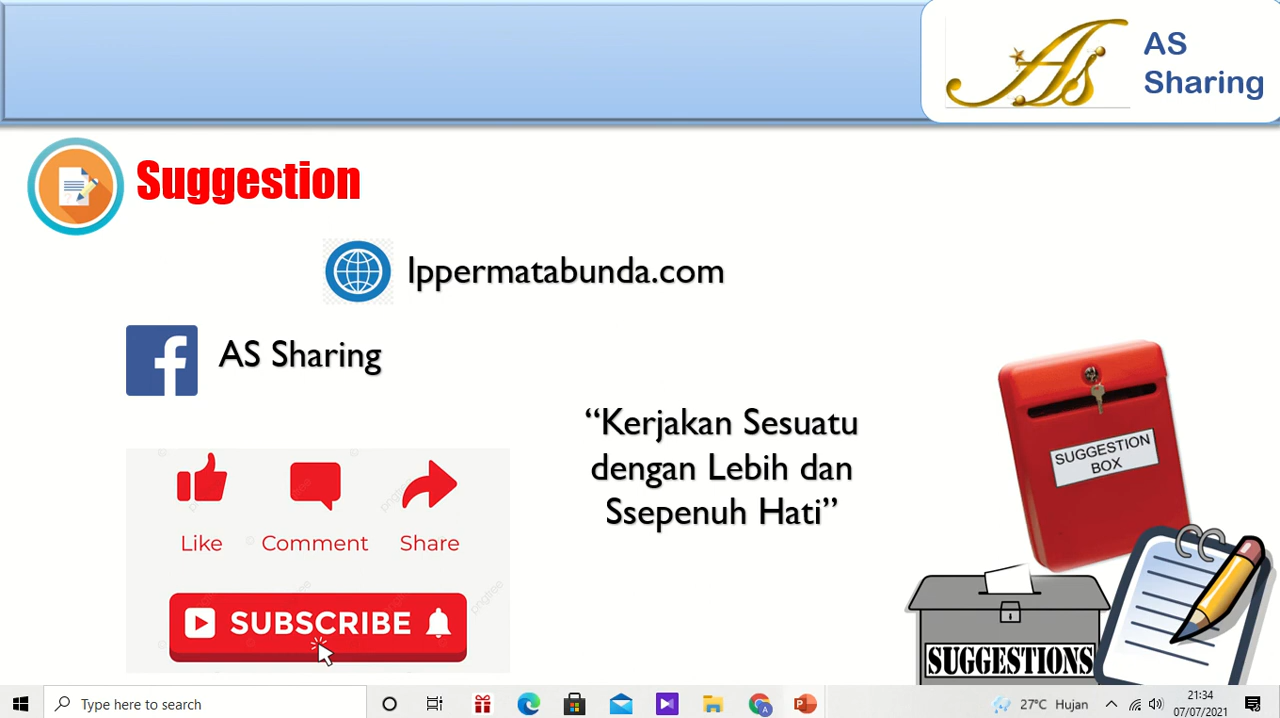 As
AS
Sharing
Suggestion
lppermatabunda.com
f AS Sharing
“Kerjakan Sesuatu
dengan Lebih dan
Ssepenuh Hati”
SUGGESTION
BOX
Like Comment Share
SUBSCRIBE
SUGGESTIONS
Type here to search
27°C Hujan
21:34
07/07/2021